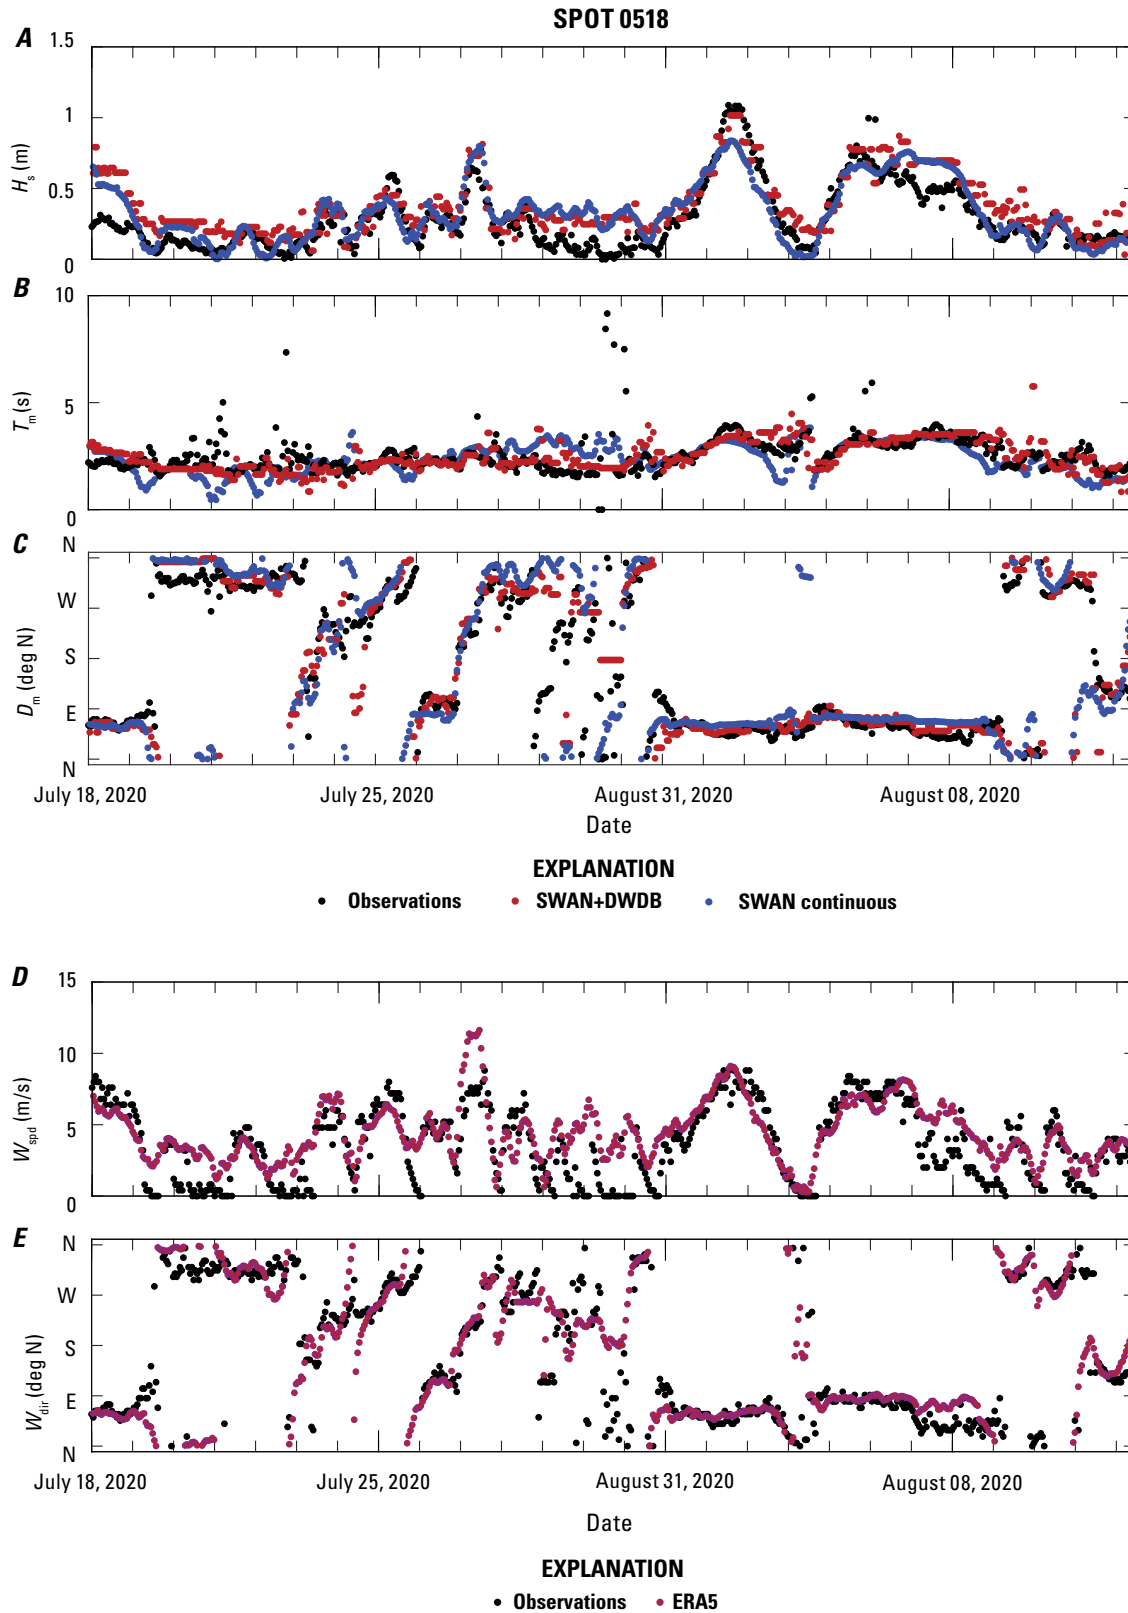 SPOT 0518
A
1.5
1
0.5
0
Hs (m)
B
10
5
0
Tm (s)
C
N
W
S
E
N
Dm (deg N)
July 18, 2020 July 25, 2020 August 31, 2020 August 08, 2020
Date
EXPLANATION
Observations SWAN+DWDB SWAN continuous
D
15
10
5
0
Wspd (m/s)
E
N
W
S
E
N
Wdir (deg N)
July 18, 2020 July 25, 2020 August 31, 2020 August 08, 2020
Date
EXPLANATION
Observations ERA5